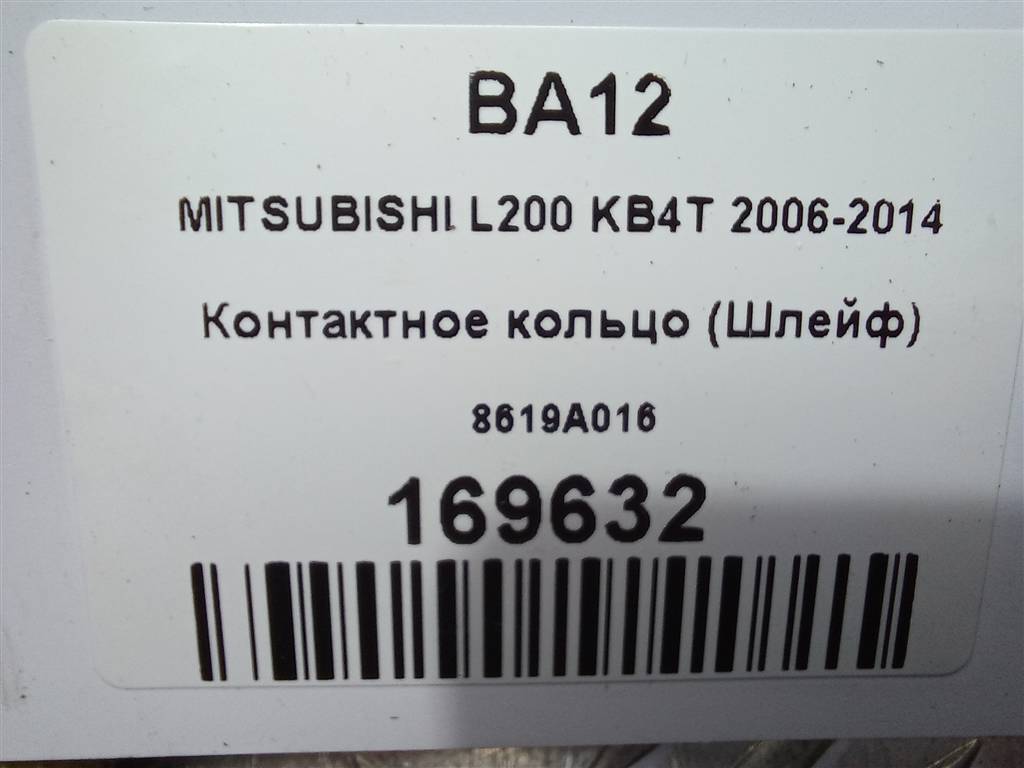 BA12
MITSUBISHI L200 KB4T 2006-2014
Контактное кольцо (Шлейф)
8619A016
169632